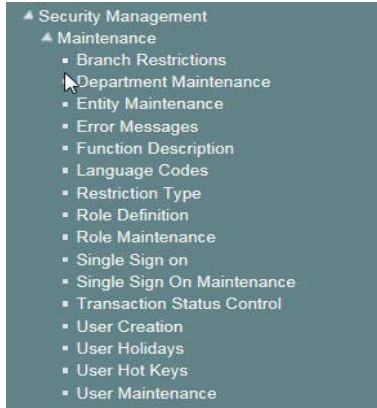 Security Management
Maintenance
Branch Restrictions
Department Maintenance
Entity Maintenance
Error Messages
Function Description
Language Codes
Restriction Type
Role Definition
Role Maintenance
Single Sign on
Single Sign On Maintenance
Transaction Status Control
User Creation
User Holidays
User Hot Keys
User Maintenance